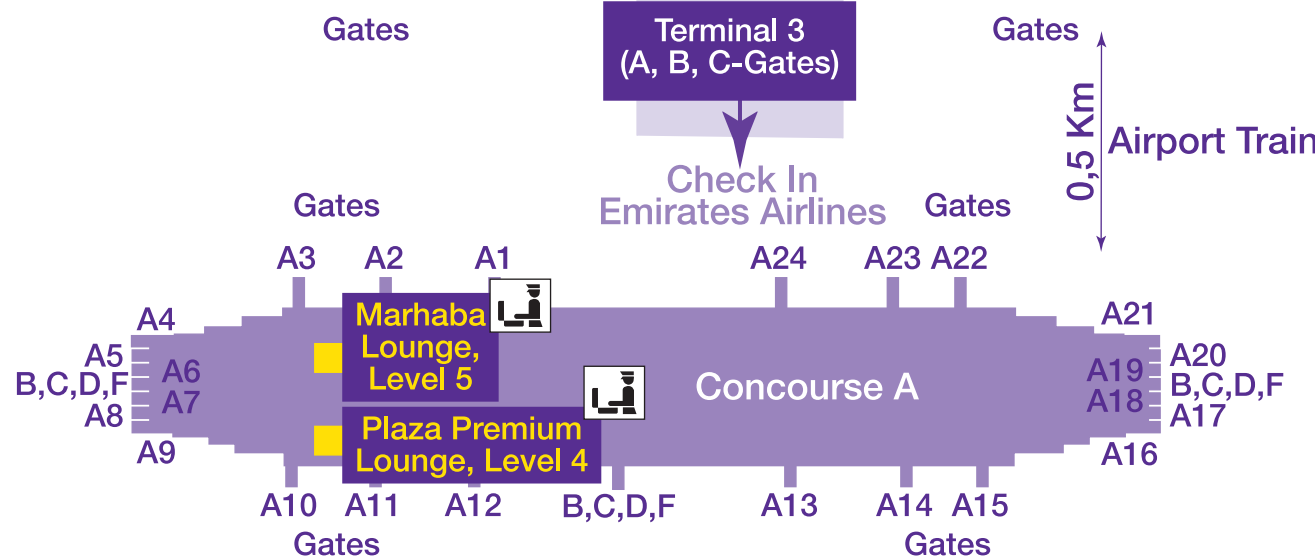 Gates
Terminal 3
(A, B, C-Gates)
Gates
0,5 Km
Airport Train
Check In
Emirates Airlines
Gates
Gates
A3
A2
A1
A24
A23
A22
Marhaba
Lounge,
Level 5
A4
A5
A6
B,C,D,F
A7
A8
A9
Concourse A
A21
A20
A19
B,C,D,F
A18
A17
A16
Plaza Premium
Lounge, Level 4
A10
A11
A12
B,C,D,F
A13
A14
A15
Gates
Gates